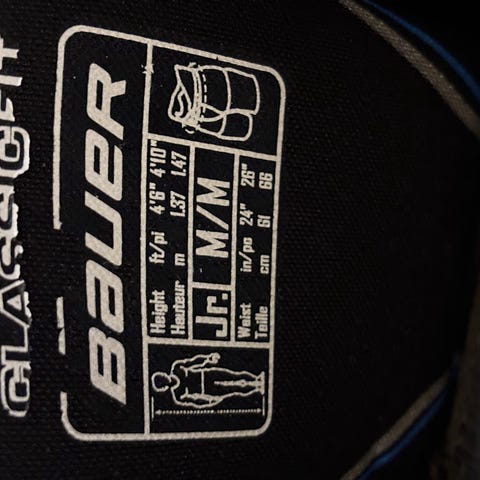 CLASSIC FIT
BAUER
Height ft/pi 4'6" 4'10"
Hauteur m 1.37 1.47
Jr. M/M
Waist in/po 24" 26"
Taille cm 61 66